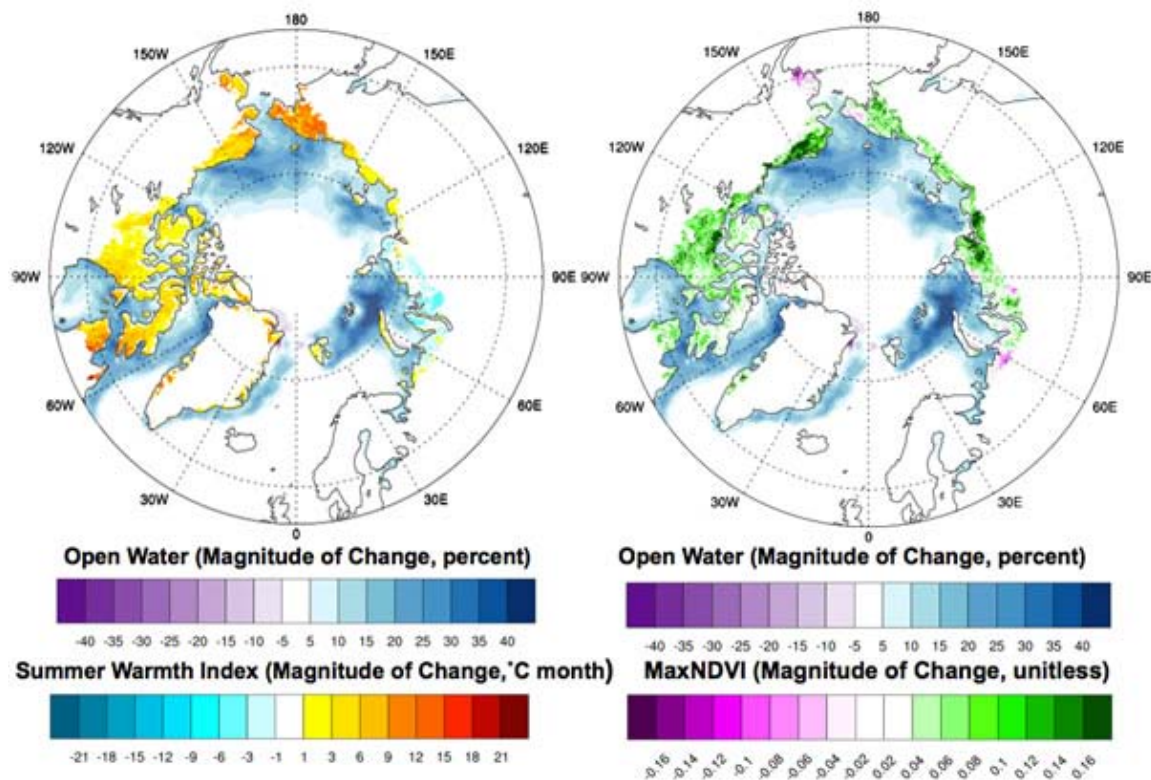 180
150W
150E
120W
120E
90W
90E
60W
60E
30W
30E
0
180
150W
150E
120W
120E
90W
90E
60W
60E
30W
30E
0
Open Water (Magnitude of Change, percent)
-40 -35 -30 -25 -20 -15 -10 -5 5 10 15 20 25 30 35 40
Summer Warmth Index (Magnitude of Change,°C month)
-21 -18 -15 -12 -9 -6 -3 -1 1 3 6 9 12 15 18 21
Open Water (Magnitude of Change, percent)
-40 -35 -30 -25 -20 -15 -10 -5 5 10 15 20 25 30 35 40
MaxNDVI (Magnitude of Change, unitless)
-0.16 -0.14 -0.12 -0.1 -0.08 -0.06 -0.04 -0.02 0.02 0.04 0.06 0.08 0.1 0.12 0.14 0.16